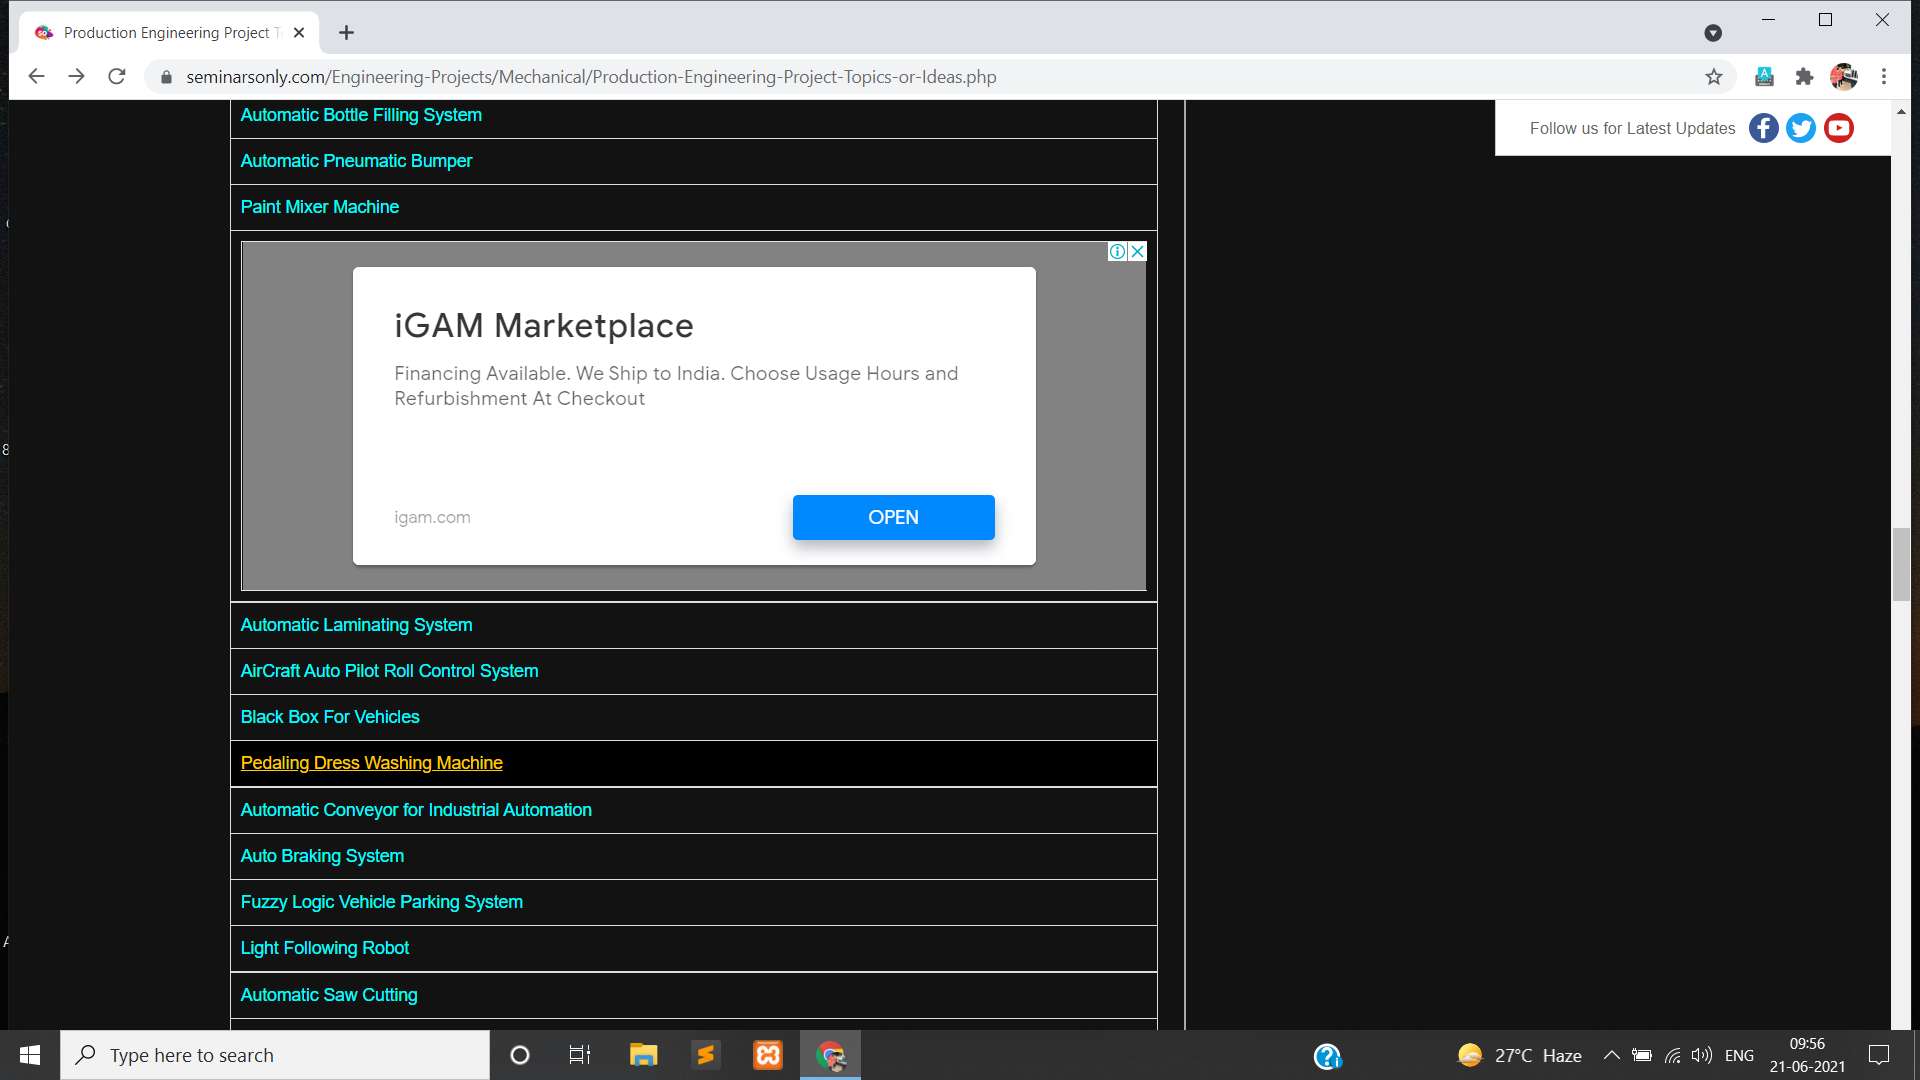 Production Engineering Project T
seminarsonly.com/Engineering-Projects/Mechanical/Production-Engineering-Project-Topics-or-Ideas.php
Automatic Bottle Filling System
Follow us for Latest Updates
Automatic Pneumatic Bumper
Paint Mixer Machine
iGAM Marketplace
Financing Available. We Ship to India. Choose Usage Hours and
Refurbishment At Checkout
igam.com
OPEN
Automatic Laminating System
AirCraft Auto Pilot Roll Control System
Black Box For Vehicles
Pedaling Dress Washing Machine
Automatic Conveyor for Industrial Automation
Auto Braking System
Fuzzy Logic Vehicle Parking System
Light Following Robot
Automatic Saw Cutting
Type here to search
27°C Haze
ENG
09:56
21-06-2021